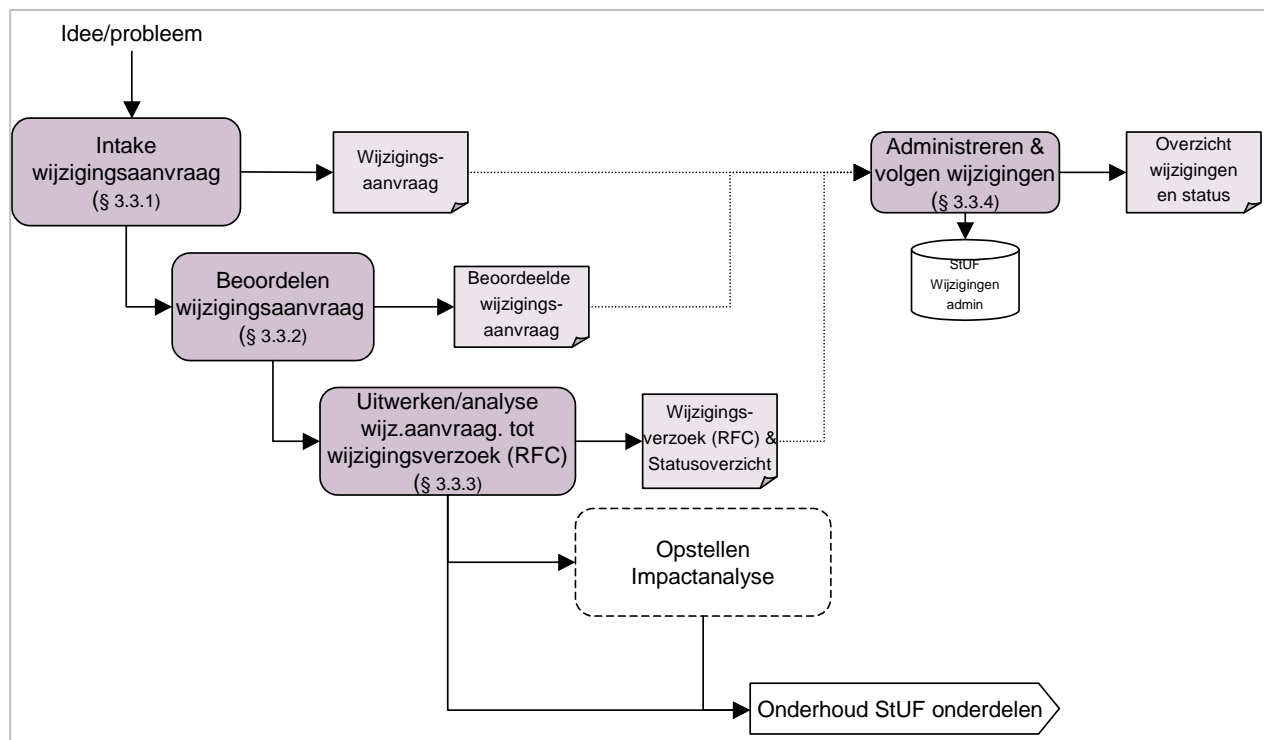 Idee/probleem
Intake
wijzigingsaanvraag
(§ 3.3.1)
Wijzigings-
aanvraag
Administreren &
volgen wijzigingen
(§ 3.3.4)
Overzicht
wijzigingen
en status
StUF
Wijzigingen
admin
Beoordelen
wijzigingsaanvraag
(§ 3.3.2)
Beoordeelde
wijzigings-
aanvraag
Uitwerken/analyse
wijz.aanvraag. tot
wijzigingsverzoek (RFC)
(§ 3.3.3)
Wijzigings-
verzoek (RFC) &
Statusoverzicht
Opstellen
Impactanalyse
Onderhoud StUF onderdelen